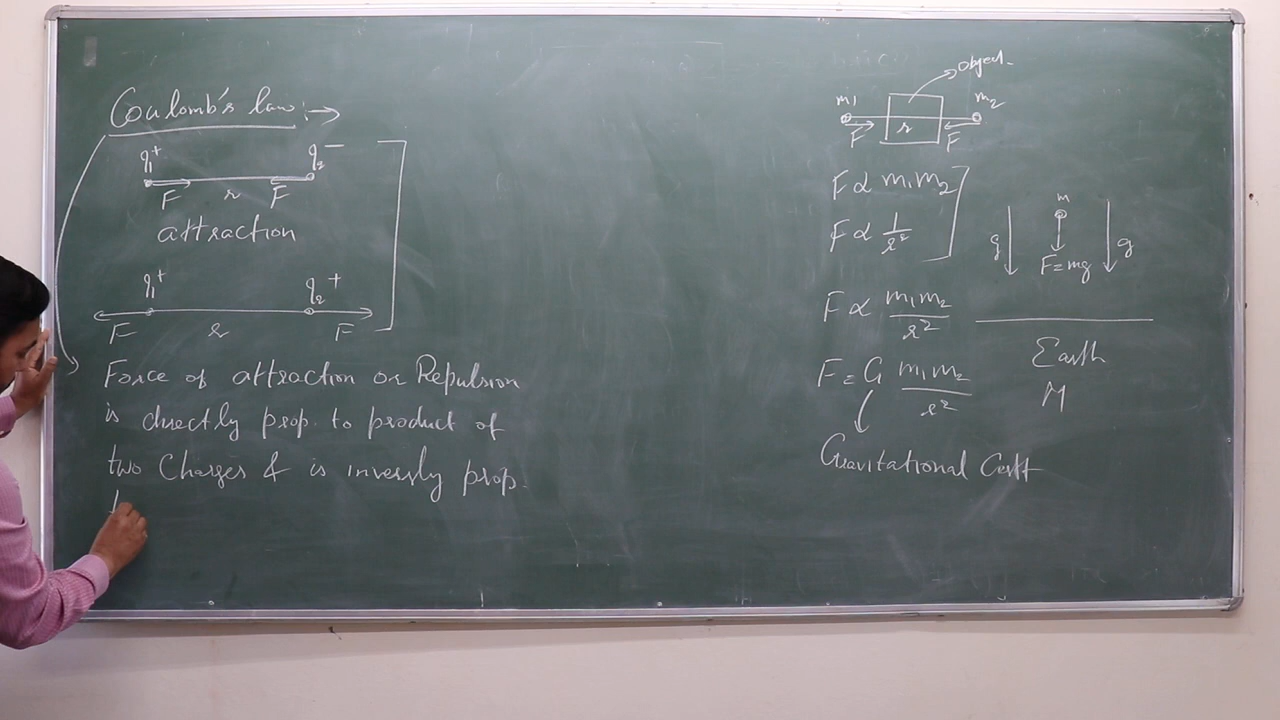 Coulomb's law :→
q1+ q2-
F r F
attraction
q1+ q2+
F r F
Force of attraction or Repulsion
is directly prop. to product of
two Charges & is inversly prop.
object.
m1 m2
F r F
F ∝ m1m2
F ∝ 1/r²
F ∝ m1m2/r²
F = G m1m2/r²
Gravitational Cestt
m
g g
F=mg
Earth
M